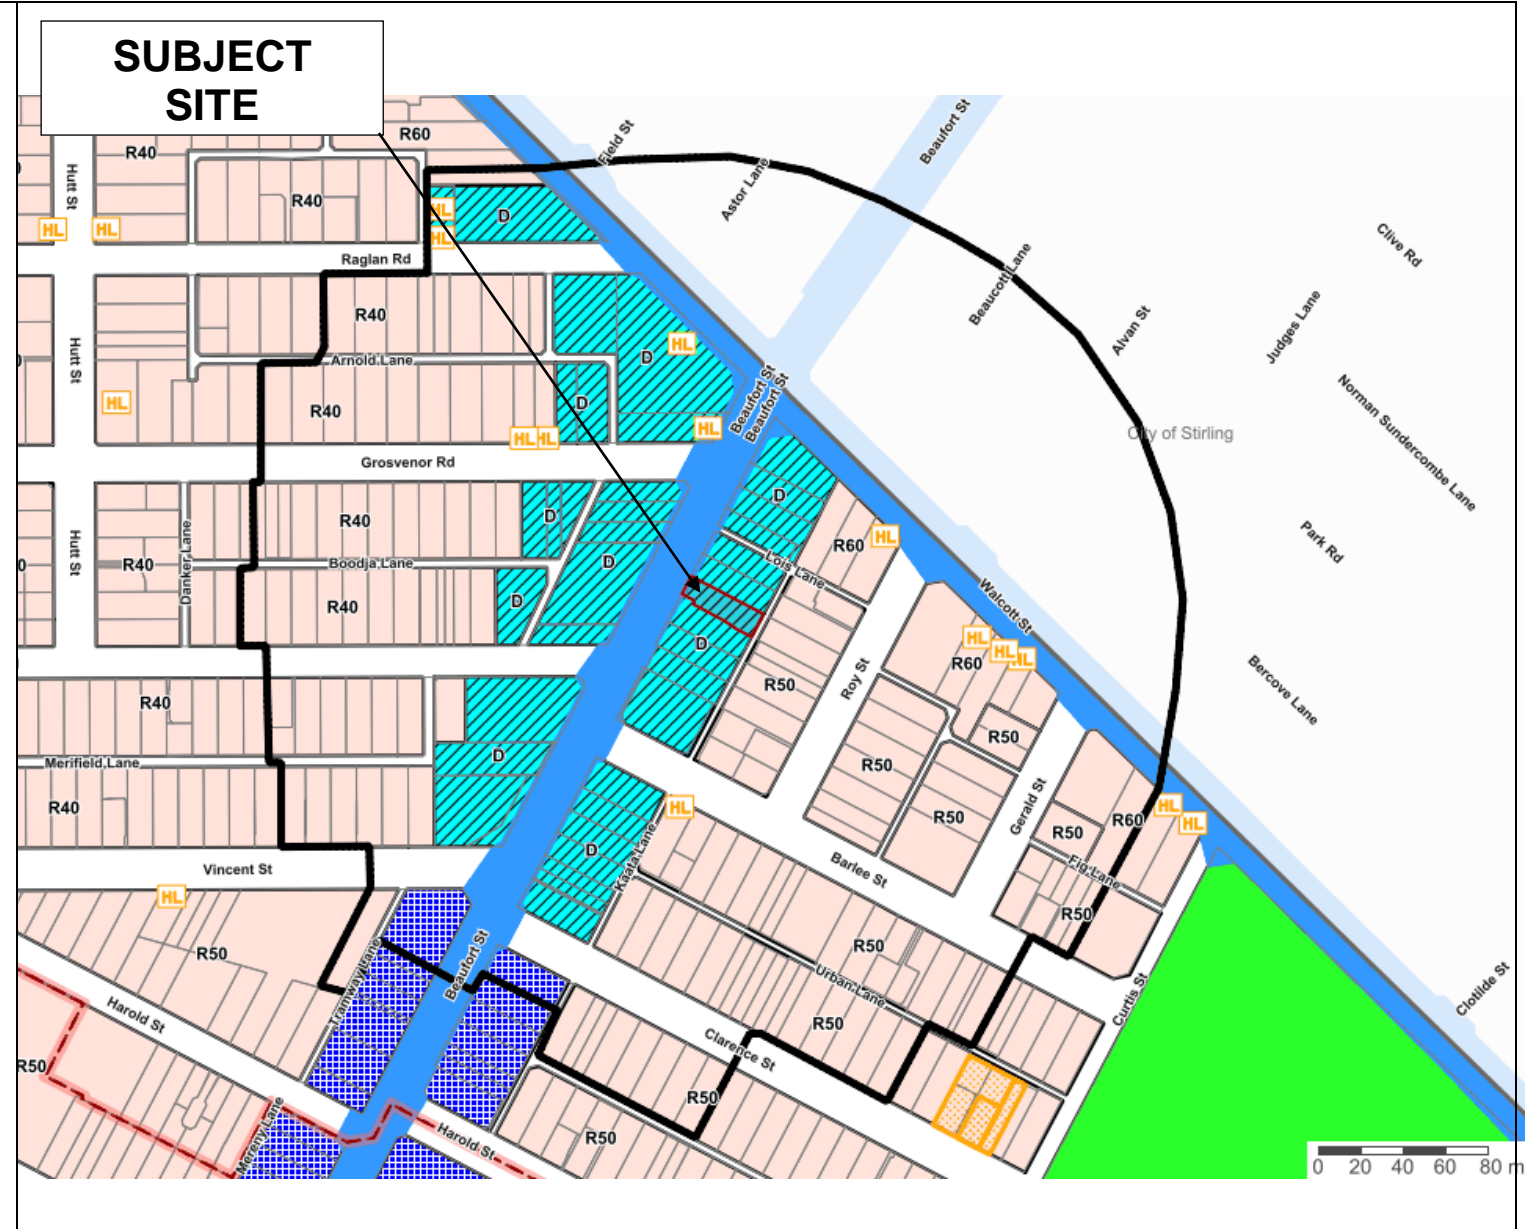 SUBJECT
SITE
R60
R40
Field St
Beaufort St
Hutt St
Astor Lane
R40
HL
D
HL
HL
HL
Clive Rd
Raglan Rd
Beaucott Lane
R40
Alvan St
Judges Lane
HL
Hutt St
Arnold Lane
D
Beaufort St
Beaufort St
Norman Sundercombe Lane
HL
R40
D
HL
HL
HL
City of Stirling
Grosvenor Rd
D
R40
D
Park Rd
HL
R60
Hutt St
Danker Lane
R40
Boodja Lane
D
Lois Lane
R40
D
Walcott St
HL
HL
HL
D
R60
Roy St
R50
Bercove Lane
R40
R50
D
Merifield Lane
R50
R40
HL
Gerald St
R50
R50
R60
HL
HL
D
Kaata Lane
Barlee St
Fig Lane
Vincent St
HL
R50
R50
R50
Tramway Lane
Beaufort St
Urban Lane
Curtis St
Clotilde St
Harold St
R50
Clarence St
R50
R50
R50
Mereny Lane
Harold St
0 20 40 60 80 m